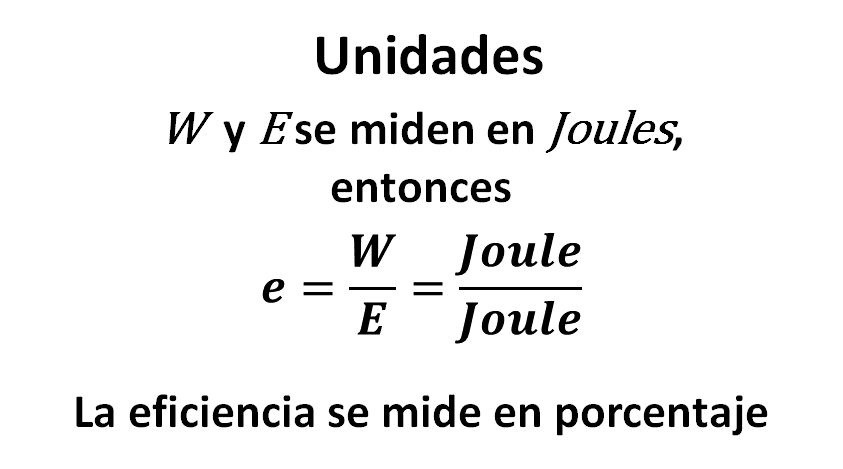 Unidades
W y E se miden en Joules,
entonces
e = W/E = Joule/Joule
La eficiencia se mide en porcentaje